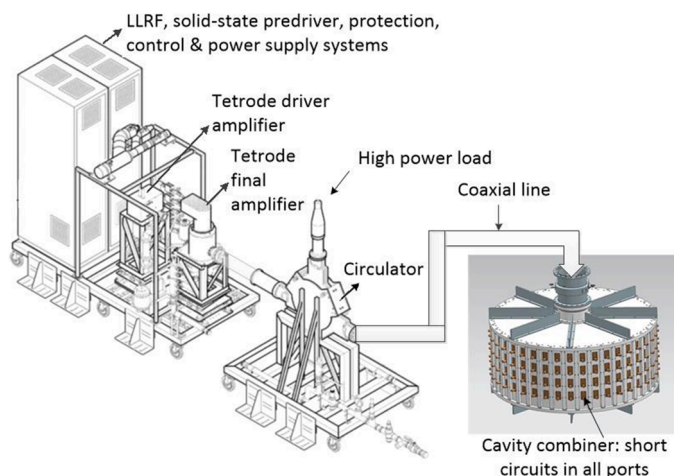 LLRF, solid-state predriver, protection,
control & power supply systems
Tetrode driver
amplifier
Tetrode
final
amplifier
High power load
Coaxial line
Circulator
Cavity combiner: short
circuits in all ports